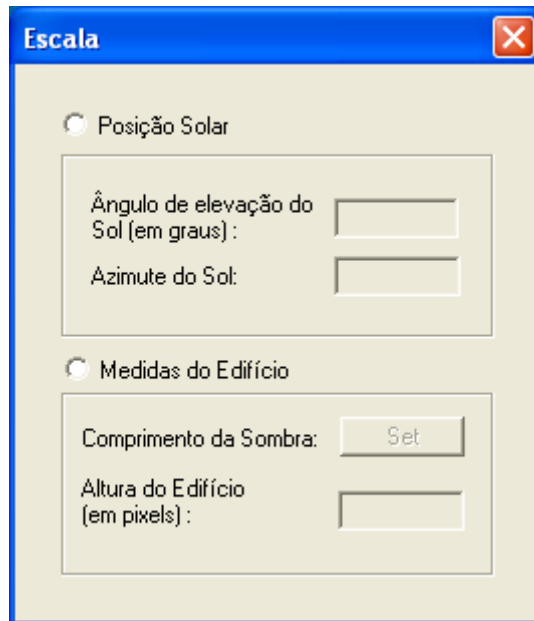 Escala
Posição Solar
Ângulo de elevação do
Sol (em graus) :
Azimute do Sol:
Medidas do Edifício
Comprimento da Sombra:
Set
Altura do Edifício
(em pixels) :